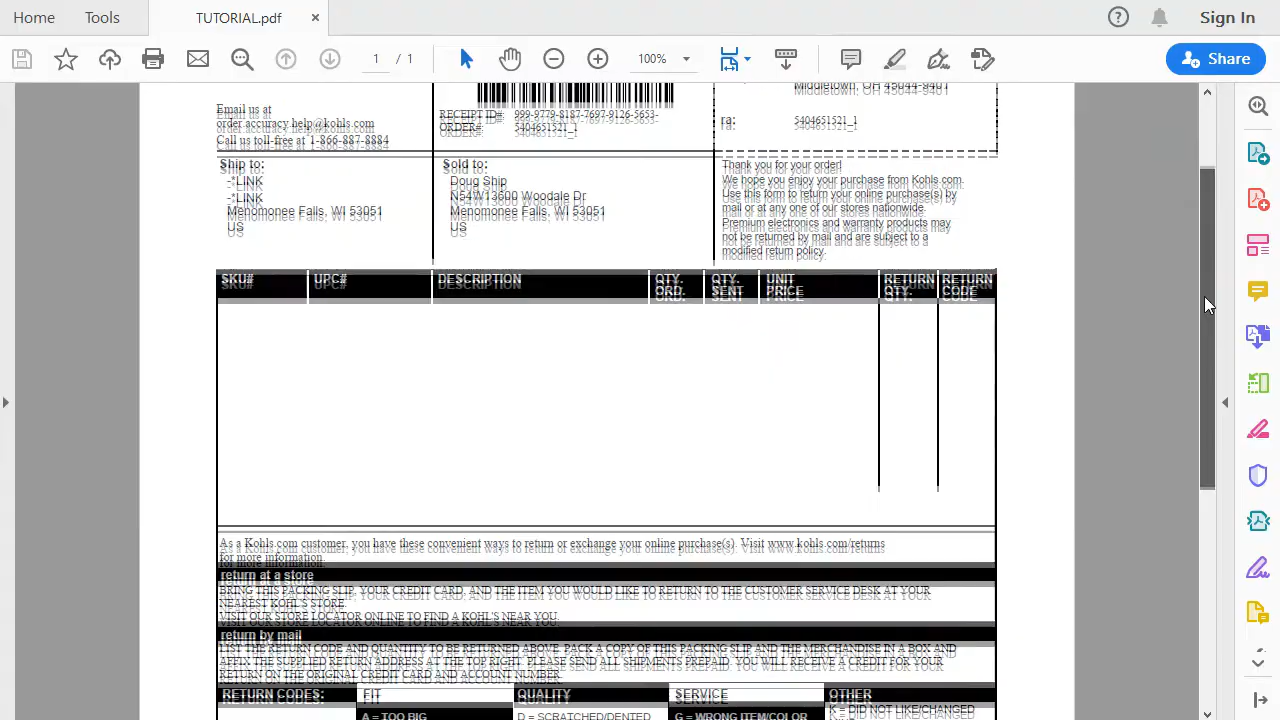 Home Tools TUTORIAL.pdf × Sign In
1 / 1 100% Share
Middletown, OH 45044-9401
Email us at
order.accuracy help@kohls.com
Call us toll-free at 1-866-887-8884
RECEIPT ID#: 999-9779-8187-7697-9126-5653-
ORDER#: 5404651521_1
ra: 5404651521_1
Ship to:
-*LINK
-*LINK
Menomonee Falls, WI 53051
US
Sold to:
Doug Ship
N54W13600 Woodale Dr
Menomonee Falls, WI 53051
US
Thank you for your order!
We hope you enjoy your purchase from Kohls.com.
Use this form to return your online purchase(s) by
mail or at any one of our stores nationwide.
Premium electronics and warranty products may
not be returned by mail and are subject to a
modified return policy.
SKU# UPC# DESCRIPTION QTY. ORD. QTY. SENT UNIT PRICE RETURN QTY: RETURN CODE
As a Kohls.com customer, you have these convenient ways to return or exchange your online purchase(s). Visit www.kohls.com/returns
for more information.
return at a store
BRING THIS PACKING SLIP, YOUR CREDIT CARD, AND THE ITEM YOU WOULD LIKE TO RETURN TO THE CUSTOMER SERVICE DESK AT YOUR
NEAREST KOHL'S STORE.
VISIT OUR STORE LOCATOR ONLINE TO FIND A KOHL'S NEAR YOU.
return by mail
LIST THE RETURN CODE AND QUANTITY TO BE RETURNED ABOVE. PACK A COPY OF THIS PACKING SLIP AND THE MERCHANDISE IN A BOX AND
AFFIX THE SUPPLIED RETURN ADDRESS AT THE TOP RIGHT. PLEASE SEND ALL SHIPMENTS PREPAID. YOU WILL RECEIVE A CREDIT FOR YOUR
RETURN ON THE ORIGINAL CREDIT CARD AND ACCOUNT NUMBER.
RETURN CODES: FIT QUALITY SERVICE OTHER
A = TOO BIG D = SCRATCHED/DENTED G = WRONG ITEM/COLOR K = DID NOT LIKE/CHANGED